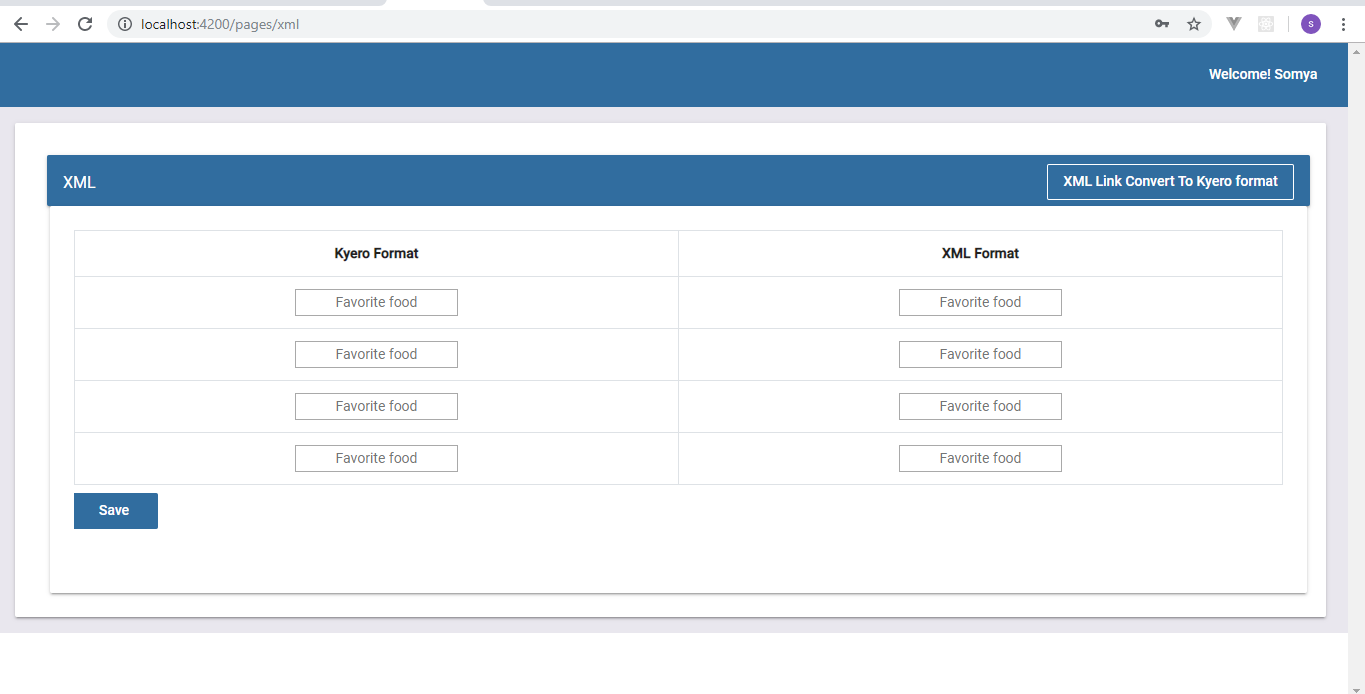 localhost:4200/pages/xml
S
Welcome! Somya
XML
XML Link Convert To Kyero format
Kyero Format XML Format
Favorite food Favorite food
Favorite food Favorite food
Favorite food Favorite food
Favorite food Favorite food
Save